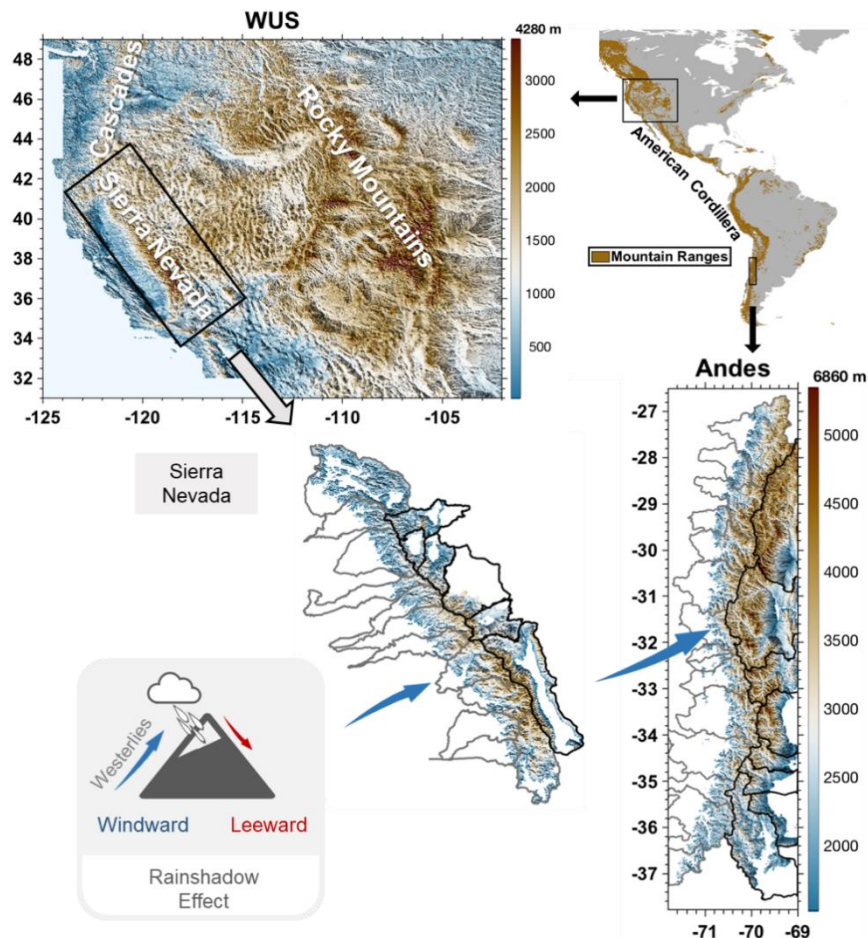 WUS
4280 m
48
46
44
42
41
40
38
36
34
32
3000
2500
2000
1500
1000
500
-125
-120
-115
-110
-105
Cascades
Sierra Nevada
Rocky Mountains
American Cordillera
Mountain Ranges
Andes
6860 m
-27
-28
-29
-30
-31
-32
-33
-34
-35
-36
-37
5000
4500
4000
3500
3000
2500
2000
-71
-70
-69
Sierra
Nevada
Westerlies
Windward
Leeward
Rainshadow
Effect